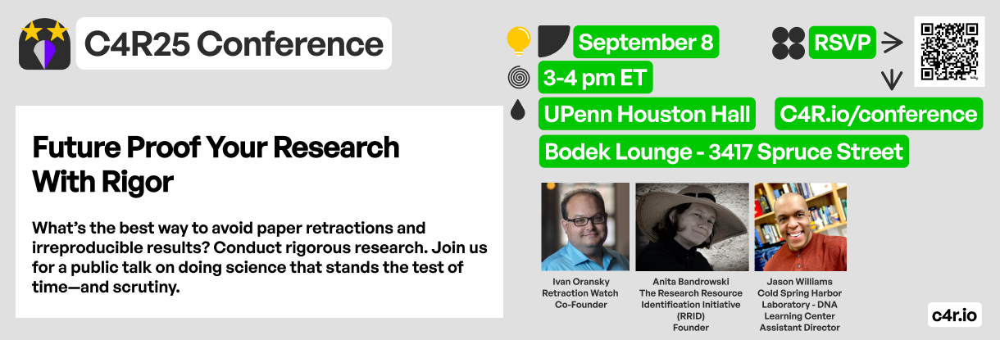 C4R25 Conference
Future Proof Your Research
With Rigor
What's the best way to avoid paper retractions and
irreproducible results? Conduct rigorous research. Join us
for a public talk on doing science that stands the test of
time—and scrutiny.
September 8
3-4 pm ET
UPenn Houston Hall
Bodek Lounge - 3417 Spruce Street
RSVP
C4R.io/conference
Ivan Oransky
Retraction Watch
Co-Founder
Anita Bandrowski
The Research Resource
Identification Initiative
(RRID)
Founder
Jason Williams
Cold Spring Harbor
Laboratory - DNA
Learning Center
Assistant Director
c4r.io